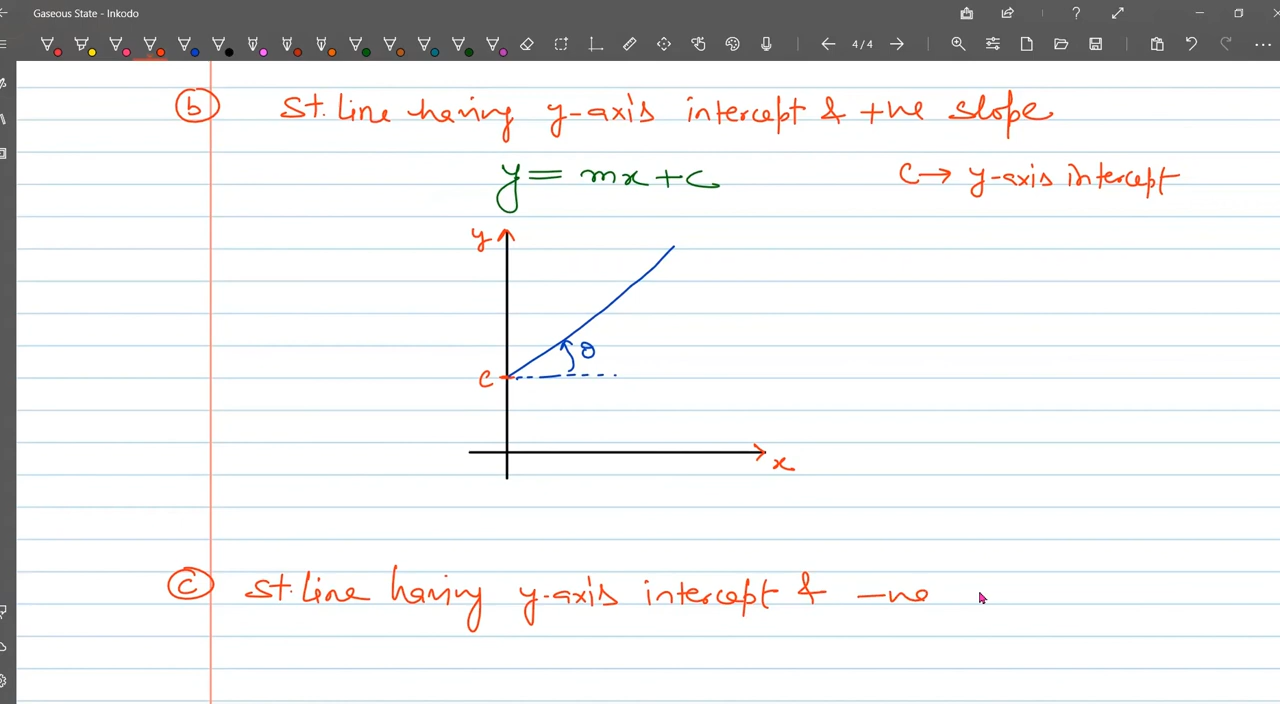 Gaseous State - Inkodo
4/4
b St. Line having y-axis intercept & +ve slope
y = mx + c
c → y-axis intercept
y
θ
c
x
c St. Line having y-axis intercept & -ve